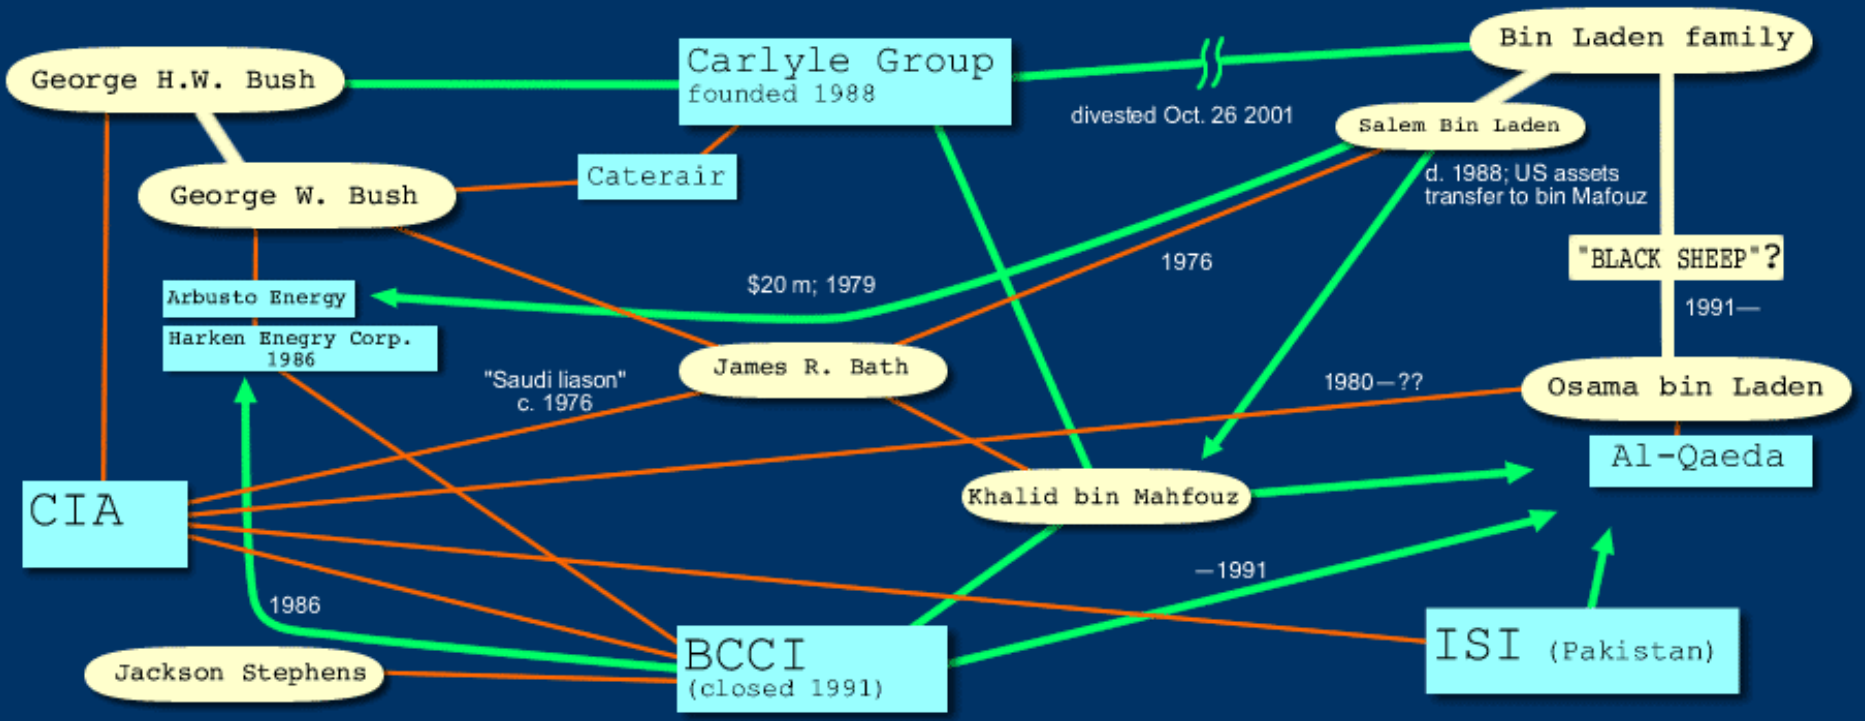 Bin Laden family
George H.W. Bush
Carlyle Group
founded 1988
divested Oct. 26 2001
Salem Bin Laden
Caterair
d. 1988; US assets
transfer to bin Mafouz
George W. Bush
"BLACK SHEEP"?
1976
$20 m; 1979
Arbusto Energy
1991—
Harken Enegry Corp.
1986
James R. Bath
"Saudi liason"
c. 1976
1980—??
Osama bin Laden
Al-Qaeda
CIA
Khalid bin Mahfouz
—1991
1986
BCCI
(closed 1991)
ISI (Pakistan)
Jackson Stephens